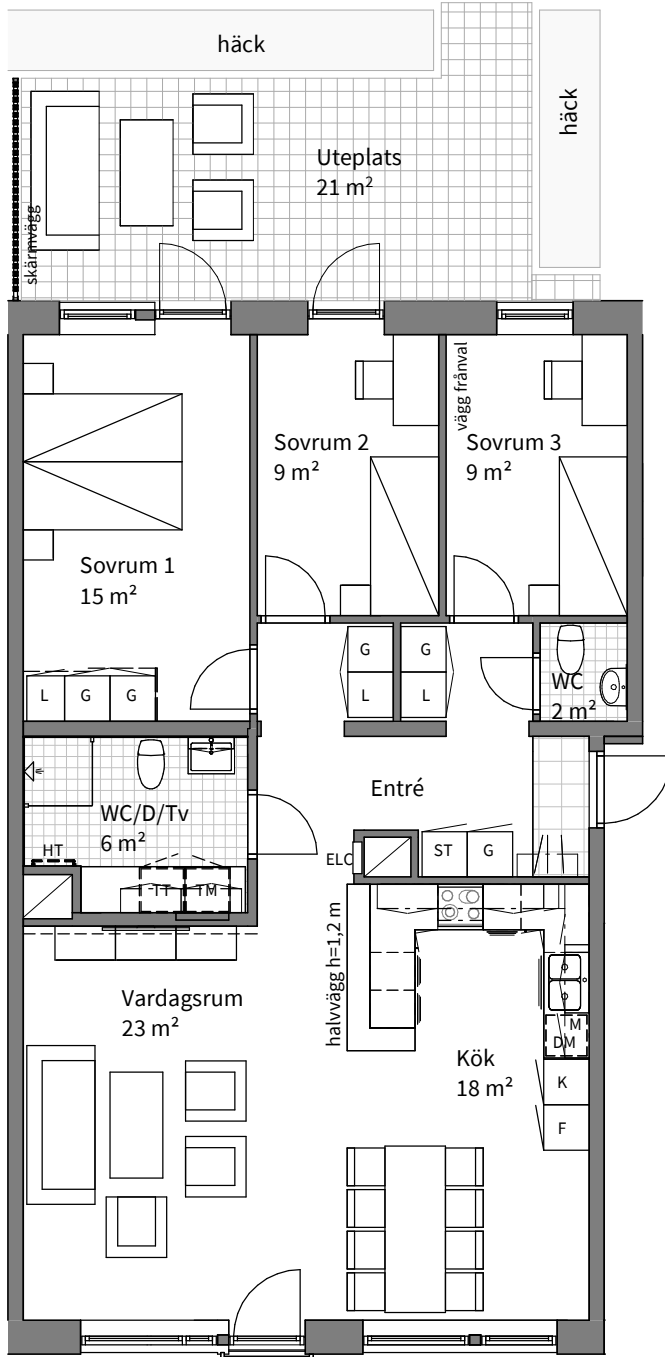 häck
häck
Uteplats
21 m²
skärmvägg
vägg frånval
Sovrum 2
9 m²
Sovrum 3
9 m²
Sovrum 1
15 m²
G
G
L
L
WC
2 m²
L
G
G
Entré
WC/D/Tv
6 m²
HT
ELC
ST
G
TT
TM
halvvägg h=1,2 m
Vardagsrum
23 m²
M
DM
Kök
18 m²
K
F